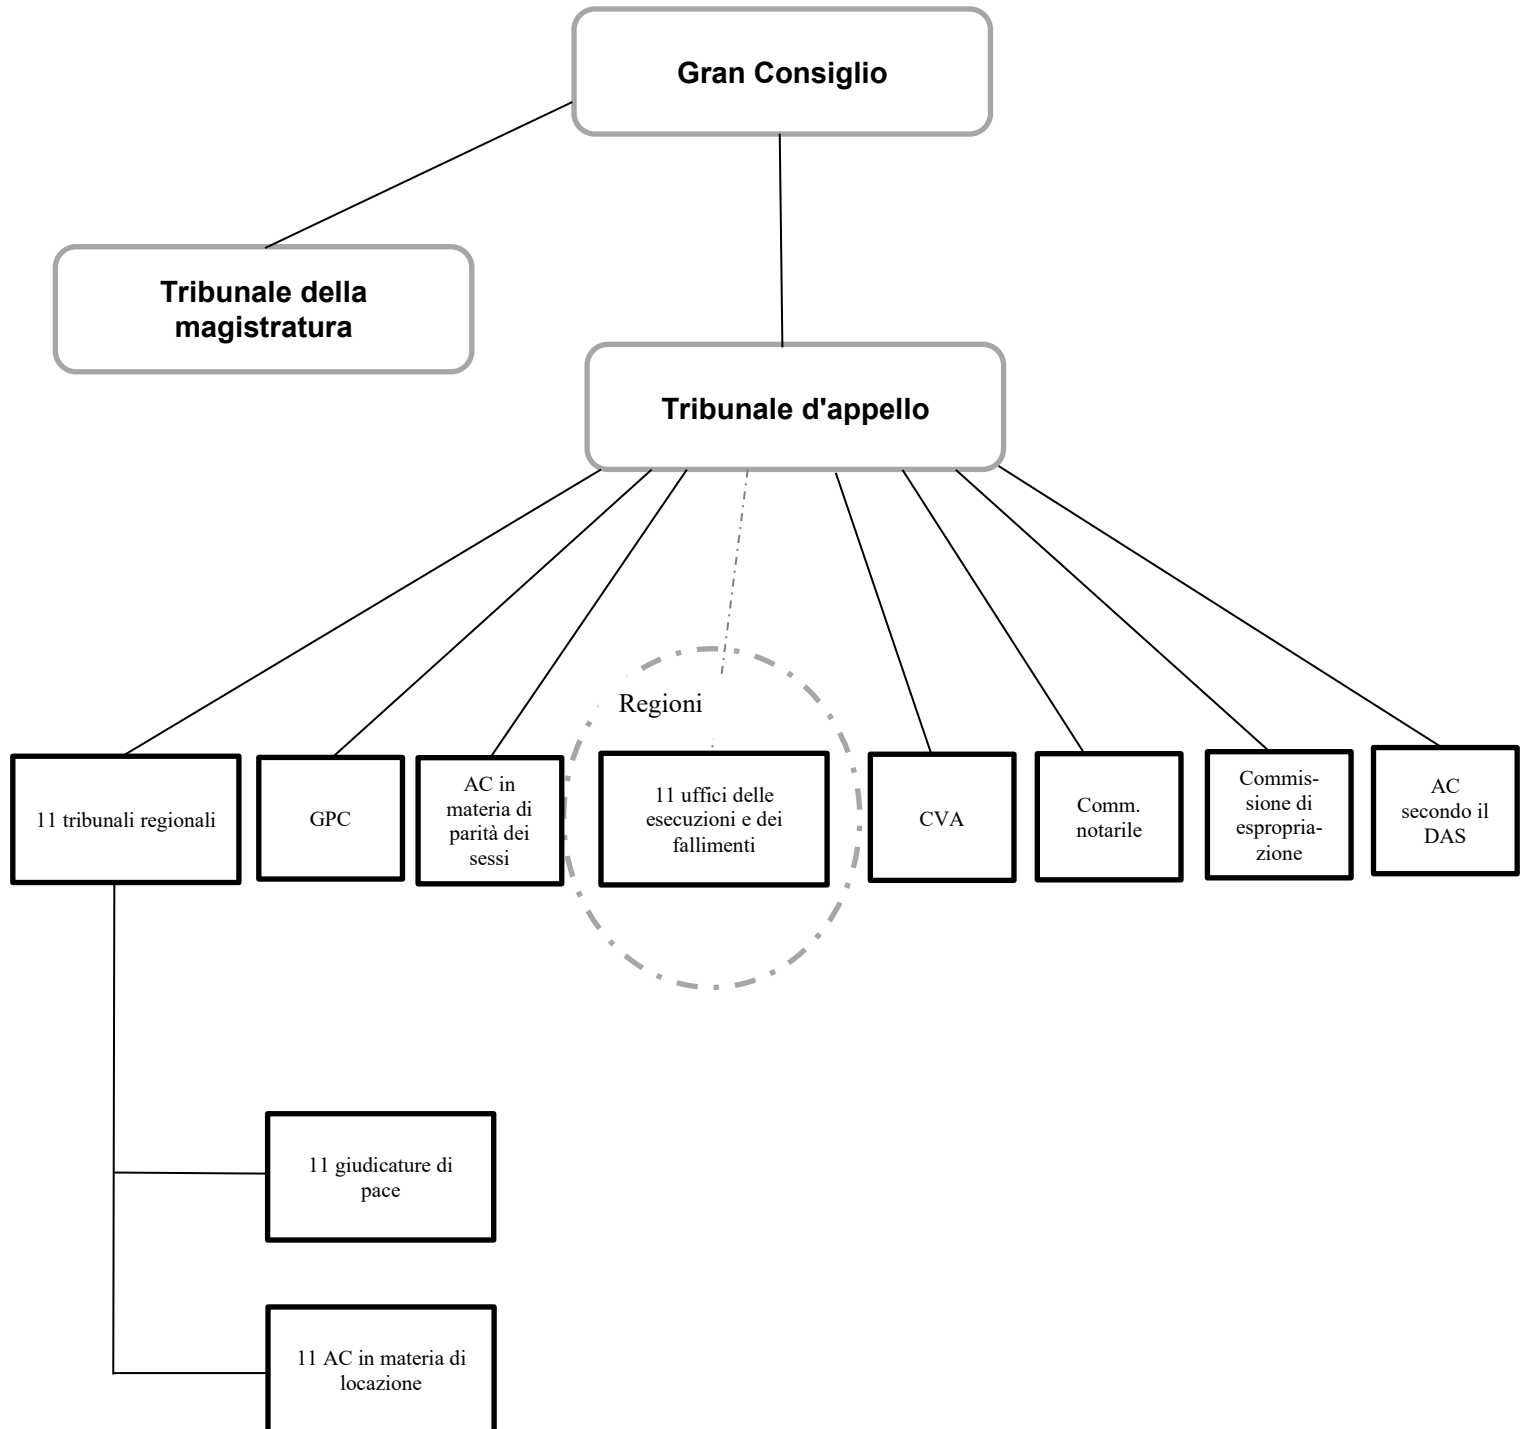 Gran Consiglio
Tribunale della
magistratura
Tribunale d'appello
Regioni
11 tribunali regionali
GPC
AC in
materia di
parità dei
sessi
11 uffici delle
esecuzioni e dei
fallimenti
CVA
Comm.
notarile
Commis-
sione di
espropria-
zione
AC
secondo il
DAS
11 giudicature di
pace
11 AC in materia di
locazione